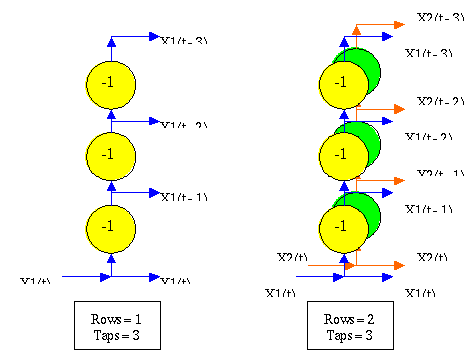 X2(t-3)
X1(t-3)
X1(t-3)
-1
-1
X2(t-2)
X1(t-2)
X1(t-2)
-1
-1
X2(t-1)
X1(t-1)
X1(t-1)
-1
-1
X2(t)
X2(t)
X1(t)
X1(t)
X1(t)
X1(t)
Rows = 1
Taps = 3
Rows = 2
Taps = 3